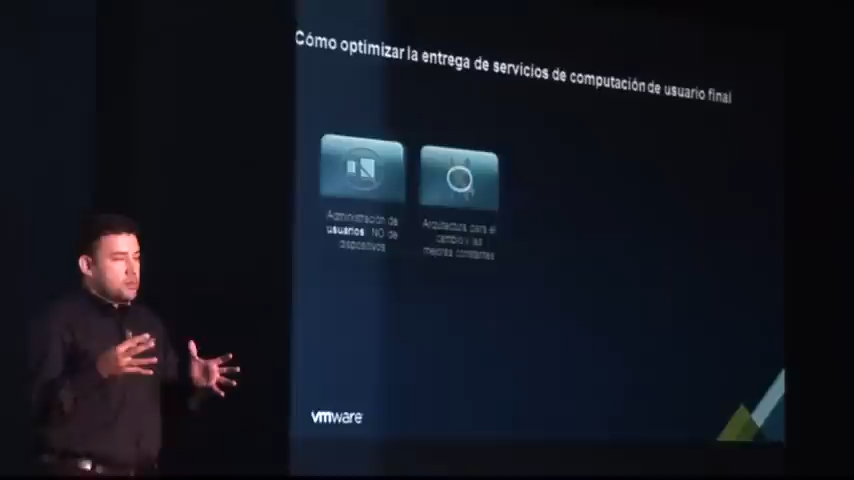 Cómo optimizar la entrega de servicios de computación de usuario final
Administración de
usuarios NO de
dispositivos
Arquitectura para el
cambio y las
mejoras constantes
vmware